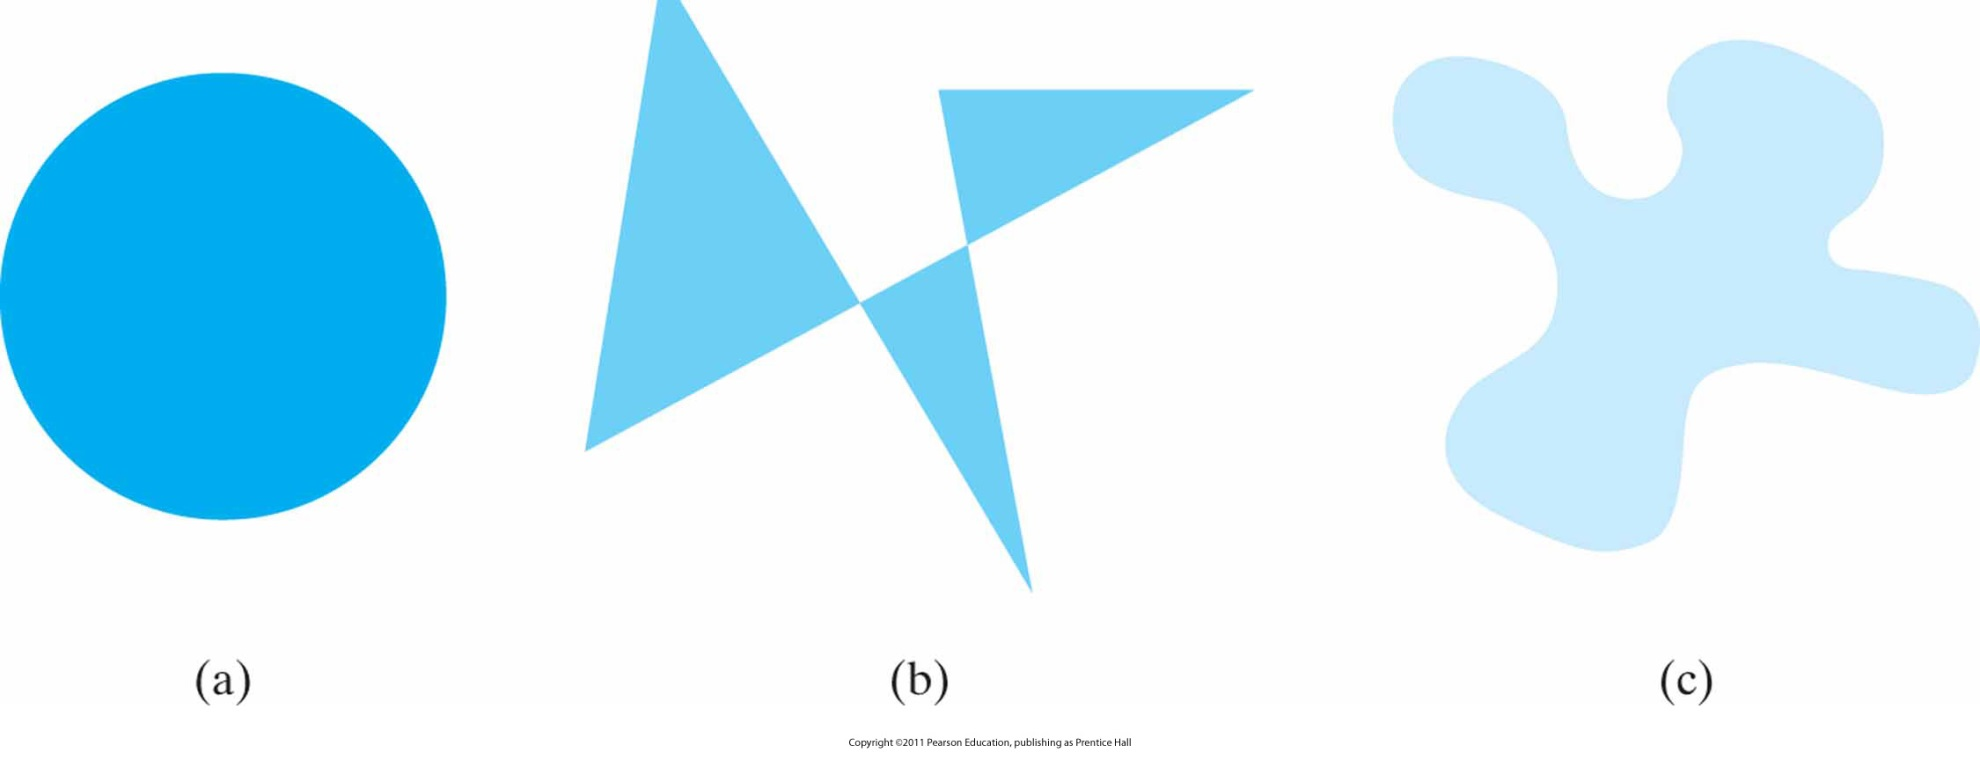 (a) (b) (c)
Copyright ©2011 Pearson Education, publishing as Prentice Hall